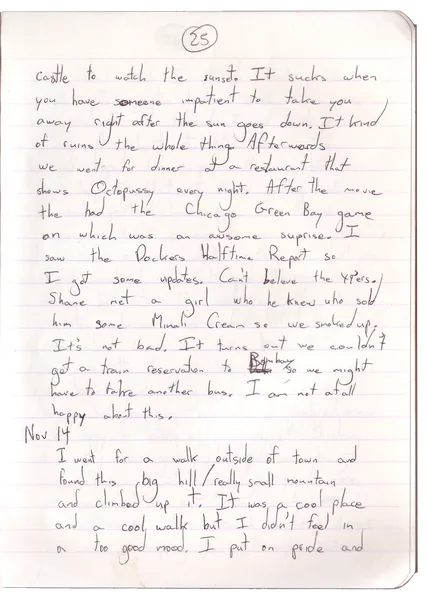 25
castle to watch the sunset. It sucks when
you have someone impatient to take you
away right after the sun goes down. It kind
of ruins the whole thing. Afterwards
we went for dinner at a restaurant that
shows Octopussy every night. After the movie
the had the Chicago Green Bay game
on which was an awsome suprise. I
saw the Dockers Halftime Report so
I got some updates. Can't believe the 49ers.
Shane met a girl who he knew who sold
him some Minali Cream so we smoked up.
It's not bad. It turns out we couldn't
get a train reservation to Bombay so we might
have to take another bus. I am not atall
happy about this.
Nov 14
I went for a walk outside of town and
found this big hill/really small mountain
and climbed up it. It was a cool place
and a cool walk but I didn't feel in
a too good mood. I put on pride and